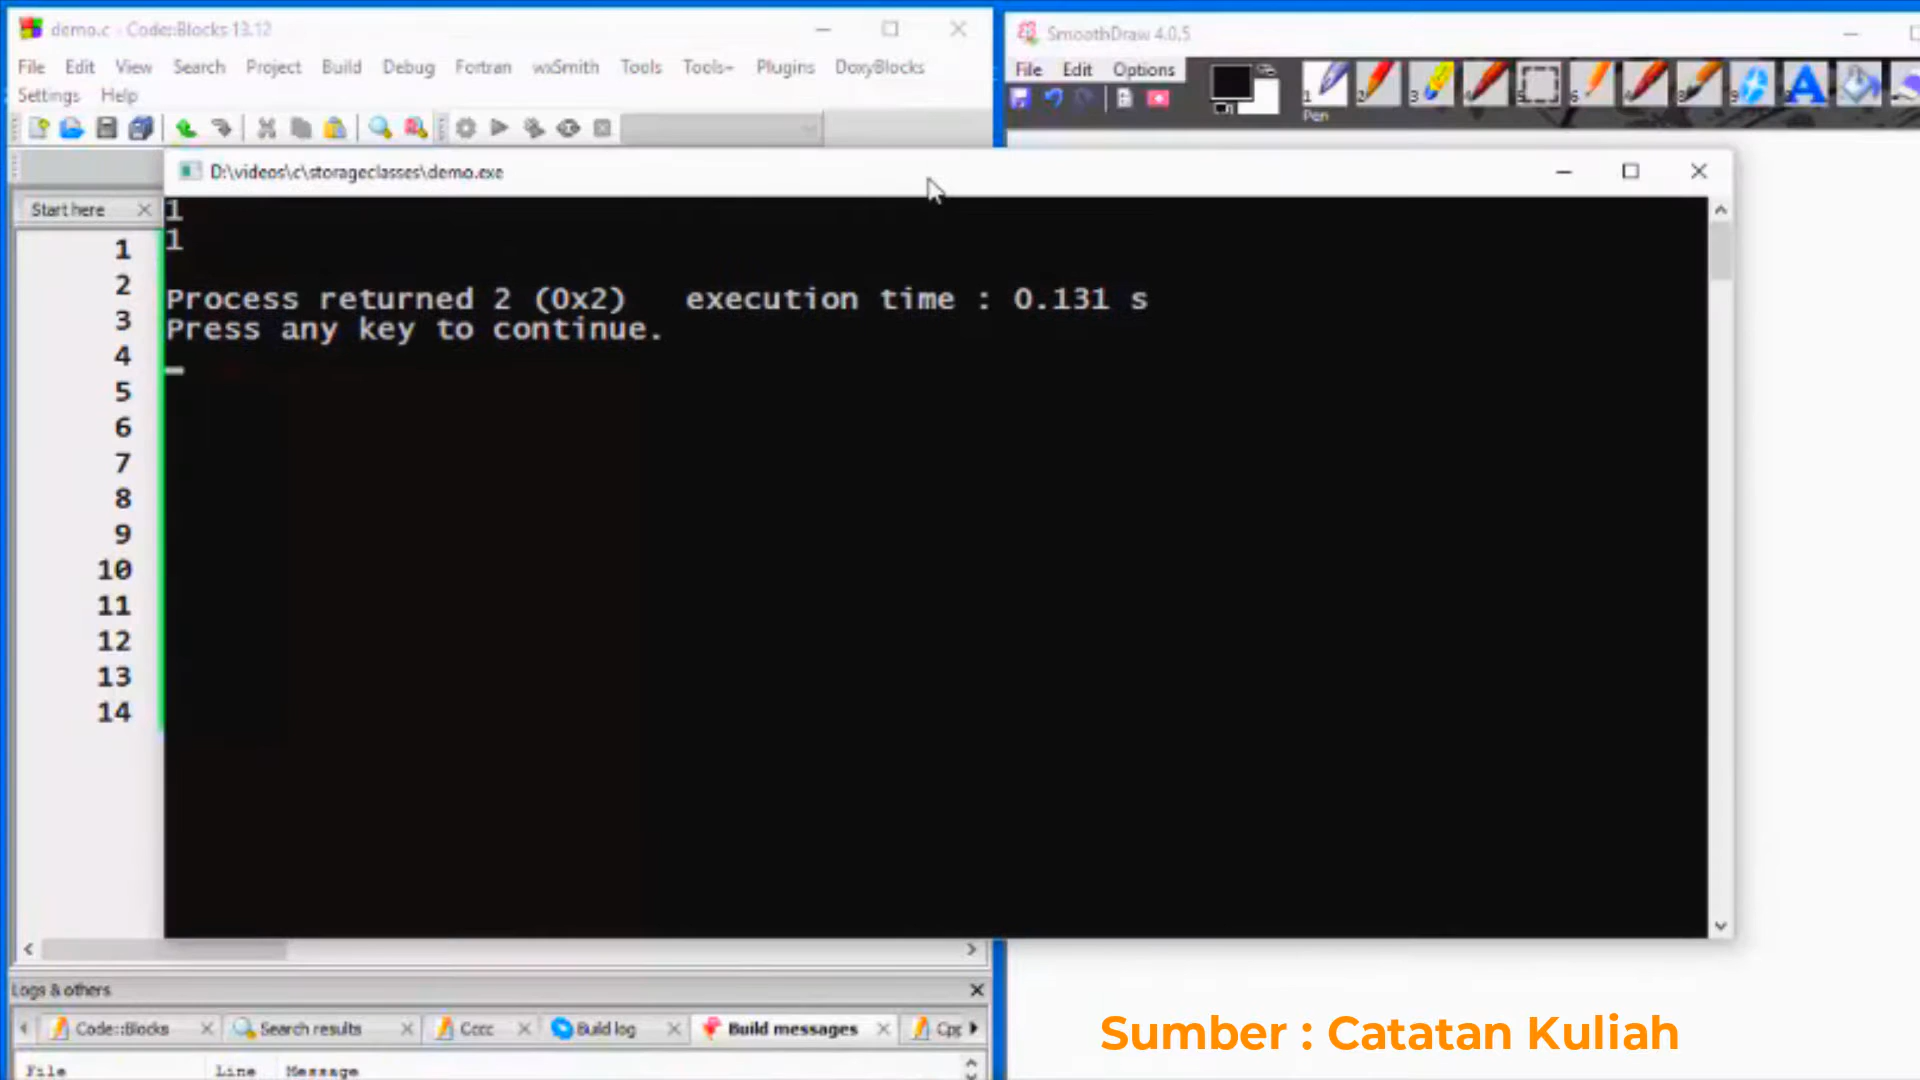 demo.c - Code::Blocks 13.12
File Edit View Search Project Build Debug Fortran wxSmith Tools Tools+ Plugins DoxyBlocks
Settings Help
SmoothDraw 4.0.5
File Edit Options
1 2 3
Pen
D:\videos\c\storageclasses\demo.exe
Start here
1
1
Process returned 2 (0x2) execution time : 0.131 s
Press any key to continue.
1
2
3
4
5
6
7
8
9
10
11
12
13
14
Logs & others
Code::Blocks Search results Cccc Build log Build messages
File Line Message
Sumber : Catatan Kuliah